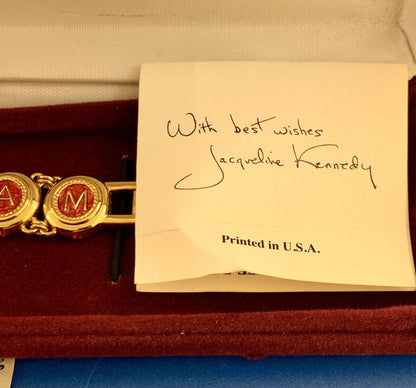 With best wishes
Jacqueline Kennedy
A M
Printed in U.S.A.